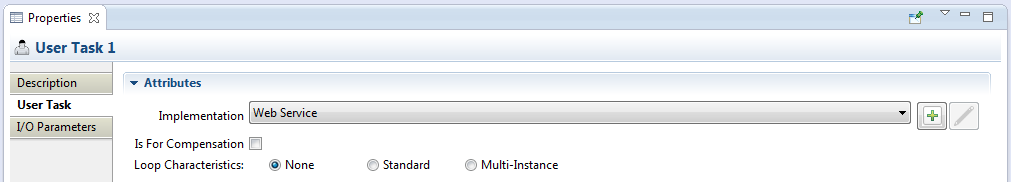 Properties
User Task 1
Description
User Task
I/O Parameters
Attributes
Implementation Web Service
Is For Compensation
Loop Characteristics: None Standard Multi-Instance